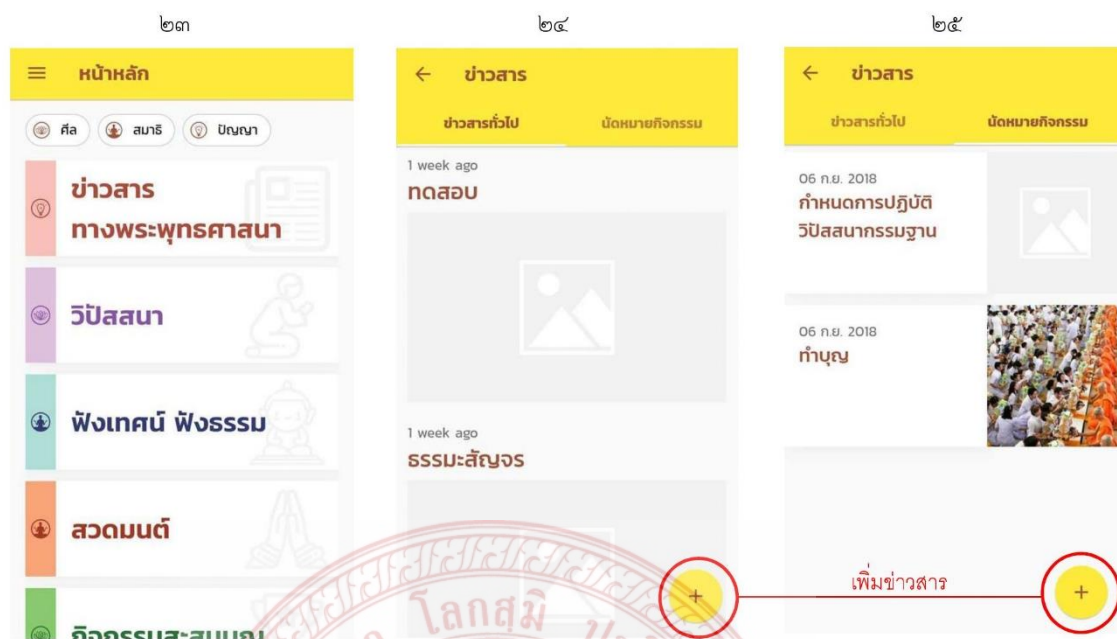 ๒๓
หน้าหลัก
ศีล
สมาธิ
ปัญญา
ข่าวสาร
ทางพระพุทธศาสนา
วิปัสสนา
ฟังเทศน์ ฟังธรรม
สวดมนต์
๒๔
ข่าวสาร
ข่าวสารทั่วไป
นัดหมายกิจกรรม
1 week ago
ทดสอบ
1 week ago
ธรรมะสัญจร
+
๒๕
ข่าวสาร
ข่าวสารทั่วไป
นัดหมายกิจกรรม
06 ก.ย. 2018
กำหนดการปฏิบัติ
วิปัสสนากรรมฐาน
06 ก.ย. 2018
ทำบุญ
เพิ่มข่าวสาร
+
โลกสฺมิ